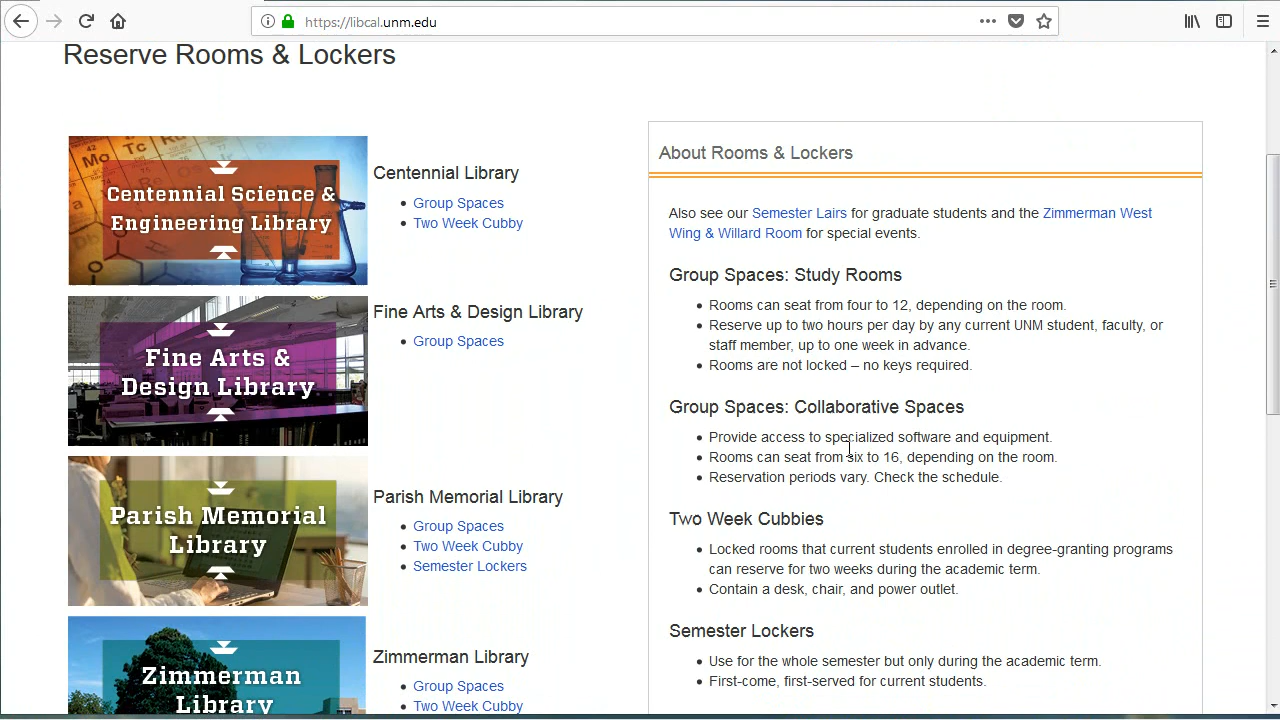 https://libcal.unm.edu
Reserve Rooms & Lockers
42
Mo
Tc
Centennial Science &
Engineering Library
Centennial Library
Group Spaces
Two Week Cubby
Fine Arts &
Design Library
Fine Arts & Design Library
Group Spaces
Parish Memorial
Library
Parish Memorial Library
Group Spaces
Two Week Cubby
Semester Lockers
Zimmerman
Library
Zimmerman Library
Group Spaces
Two Week Cubby
About Rooms & Lockers
Also see our Semester Lairs for graduate students and the Zimmerman West
Wing & Willard Room for special events.
Group Spaces: Study Rooms
Rooms can seat from four to 12, depending on the room.
Reserve up to two hours per day by any current UNM student, faculty, or
staff member, up to one week in advance.
Rooms are not locked – no keys required.
Group Spaces: Collaborative Spaces
Provide access to specialized software and equipment.
Rooms can seat from six to 16, depending on the room.
Reservation periods vary. Check the schedule.
Two Week Cubbies
Locked rooms that current students enrolled in degree-granting programs
can reserve for two weeks during the academic term.
Contain a desk, chair, and power outlet.
Semester Lockers
Use for the whole semester but only during the academic term.
First-come, first-served for current students.